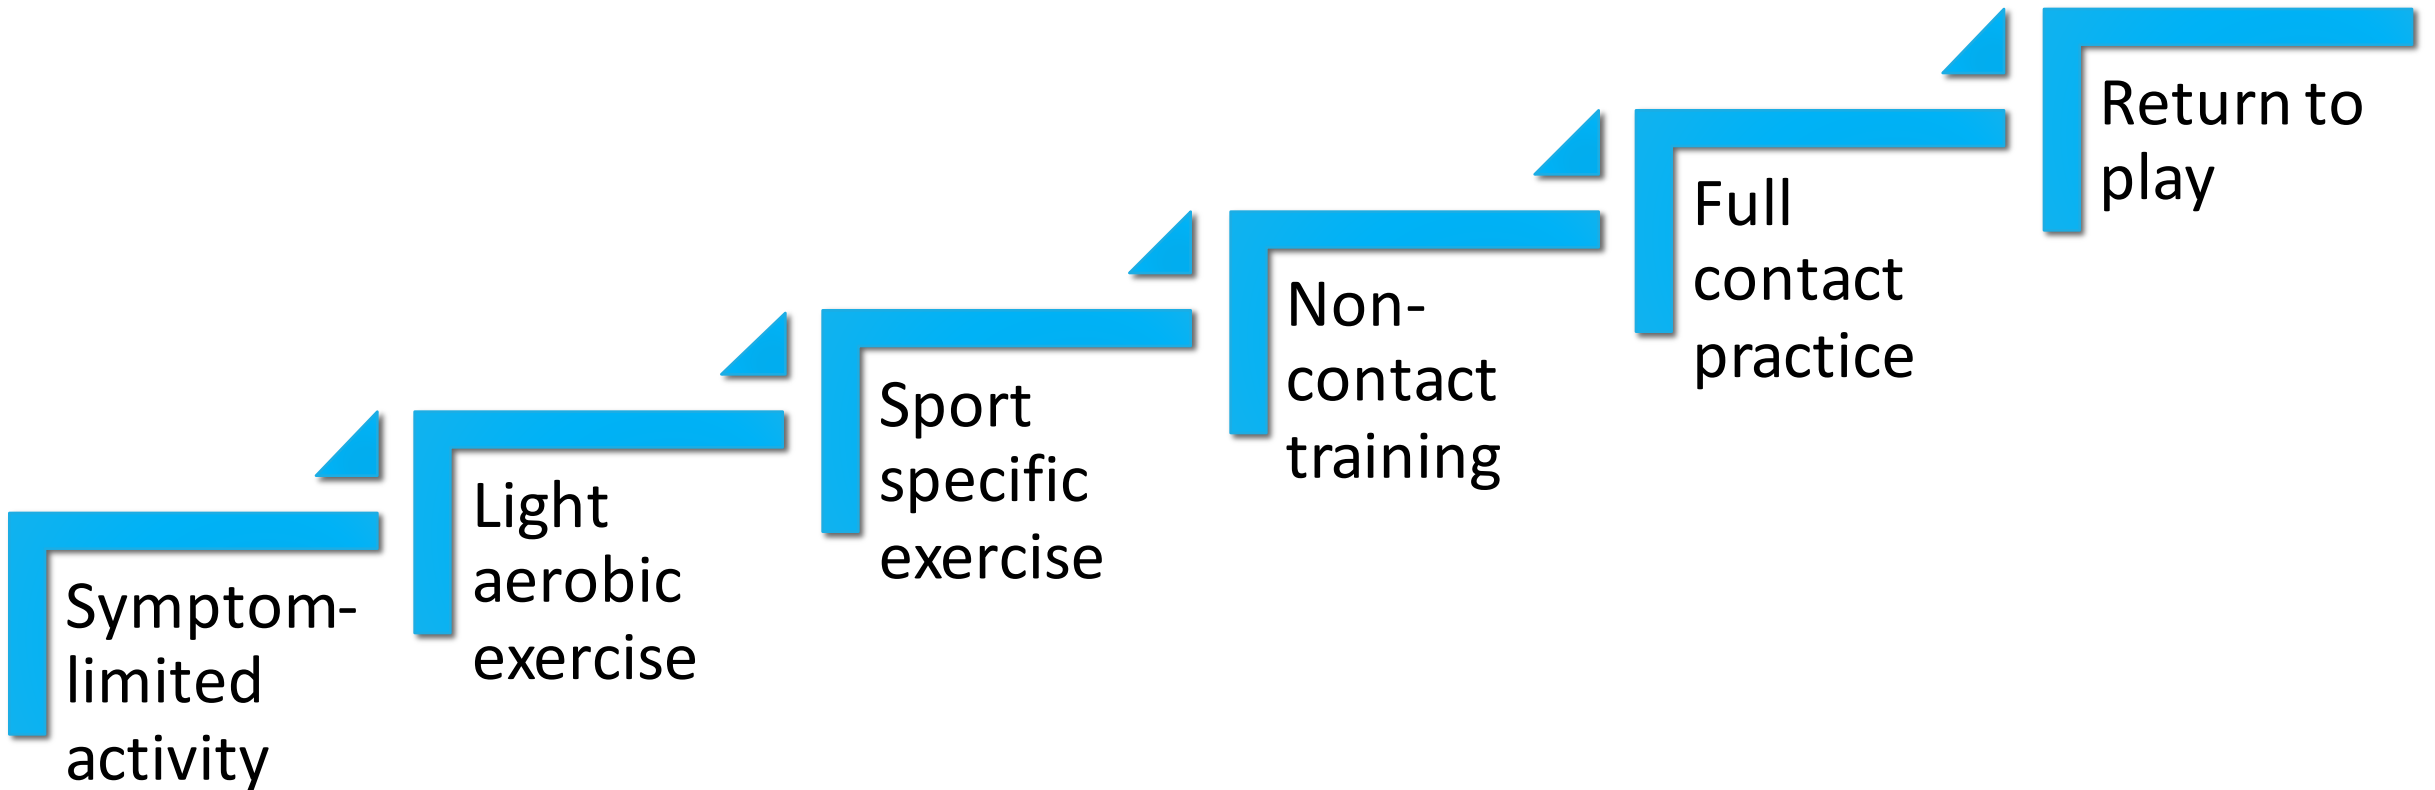 Symptom-
limited
activity
Light
aerobic
exercise
Sport
specific
exercise
Non-
contact
training
Full
contact
practice
Return to
play